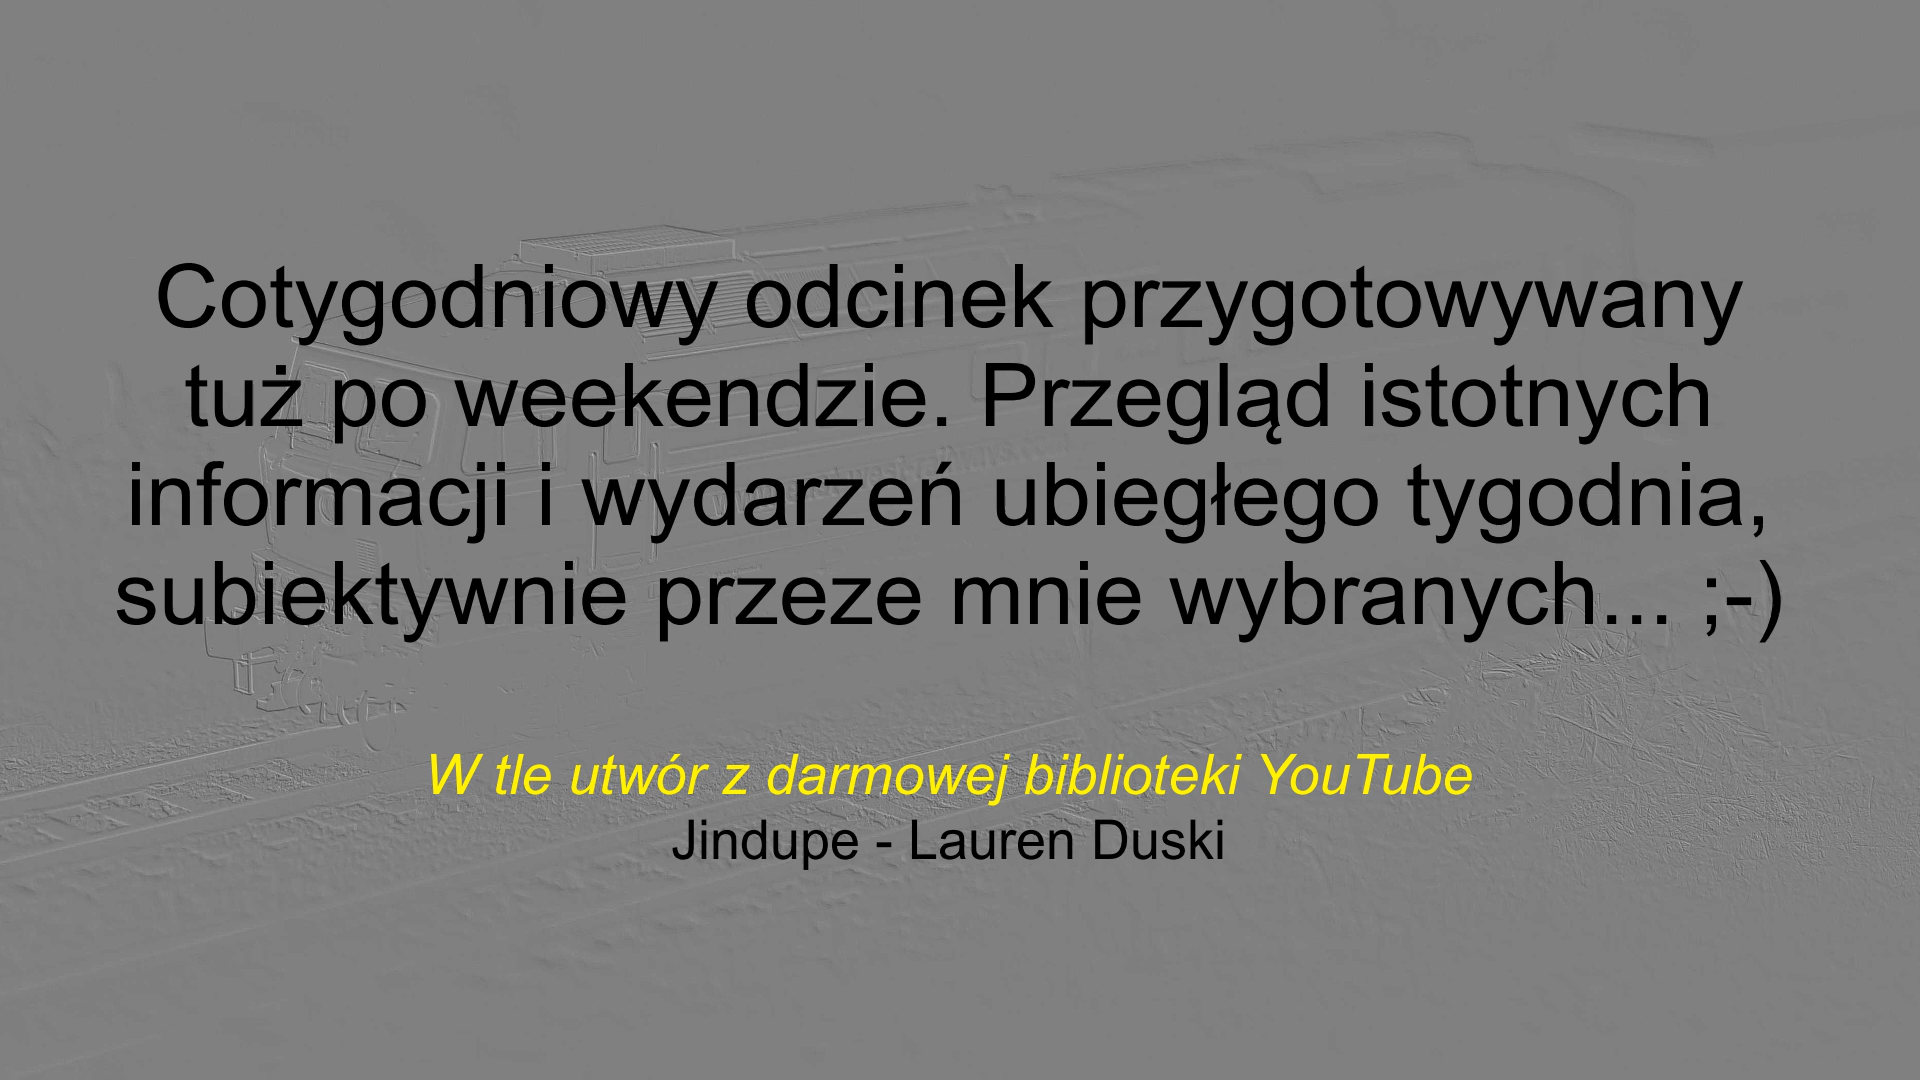 Cotygodniowy odcinek przygotowywany
tuż po weekendzie. Przegląd istotnych
informacji i wydarzeń ubiegłego tygodnia,
subiektywnie przeze mnie wybranych... ;-)
W tle utwór z darmowej biblioteki YouTube
Jindupe - Lauren Duski